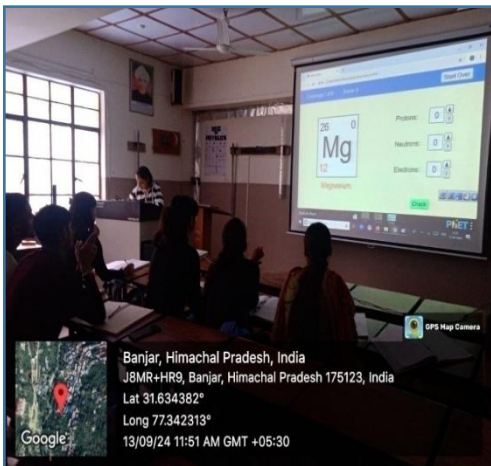 Start Over
26 0
Mg
12
Magnesium
Protons: 0
Neutrons: 0
Electrons: 0
Check
PhET
GPS Map Camera
Banjar, Himachal Pradesh, India
J8MR+HR9, Banjar, Himachal Pradesh 175123, India
Lat 31.634382°
Long 77.342313°
13/09/24 11:51 AM GMT +05:30
Google